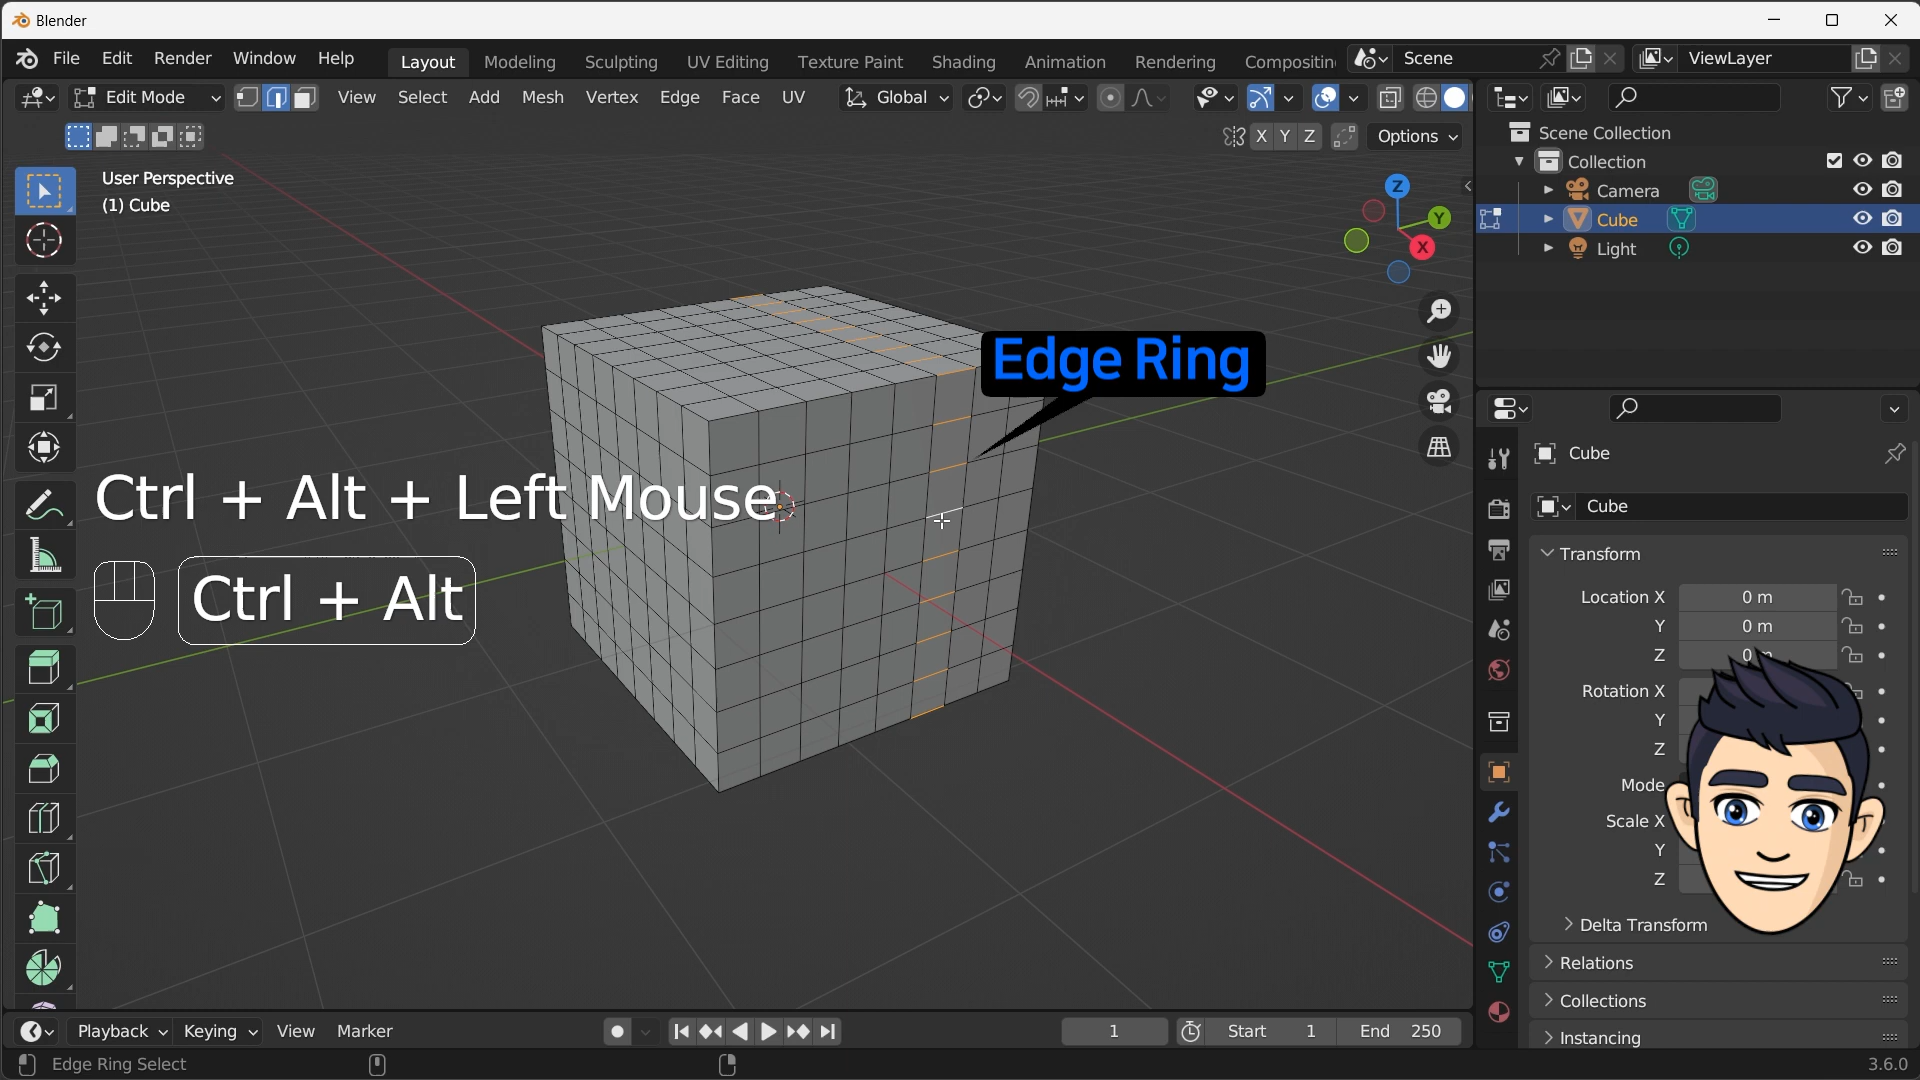 Blender
File Edit Render Window Help Layout Modeling Sculpting UV Editing Texture Paint Shading Animation Rendering Scene ViewLayer
Edit Mode View Select Add Mesh Vertex Edge Face UV Global
X Y Z Options
User Perspective
(1) Cube
Z
Y
X
Scene Collection
Collection
Camera
Cube
Light
Edge Ring
Ctrl + Alt + Left Mouse
Ctrl + Alt
Cube
Cube
Transform
Location X 0 m
Y 0 m
Z
Rotation X
Y
Z
Mode
Scale X
Y
Z
Delta Transform
Relations
Collections
Instancing
Playback Keying View Marker 1 Start 1 End 250
Edge Ring Select 3.6.0